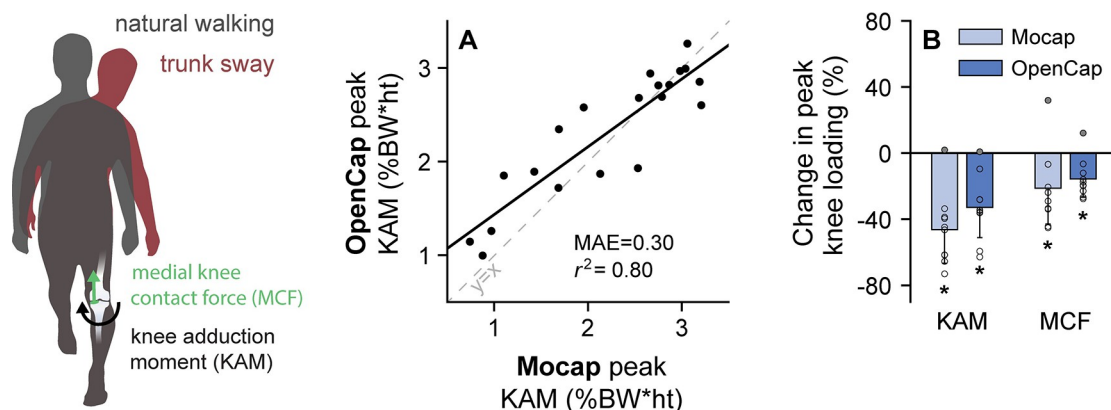 natural walking
trunk sway
medial knee
contact force (MCF)
knee adduction
moment (KAM)
A
OpenCap peak
KAM (%BW*ht)
3
2
1
y=x
MAE=0.30
r²= 0.80
1 2 3
Mocap peak
KAM (%BW*ht)
B
Mocap
OpenCap
Change in peak
knee loading (%)
80
40
0
-40
-80
* * * *
KAM MCF